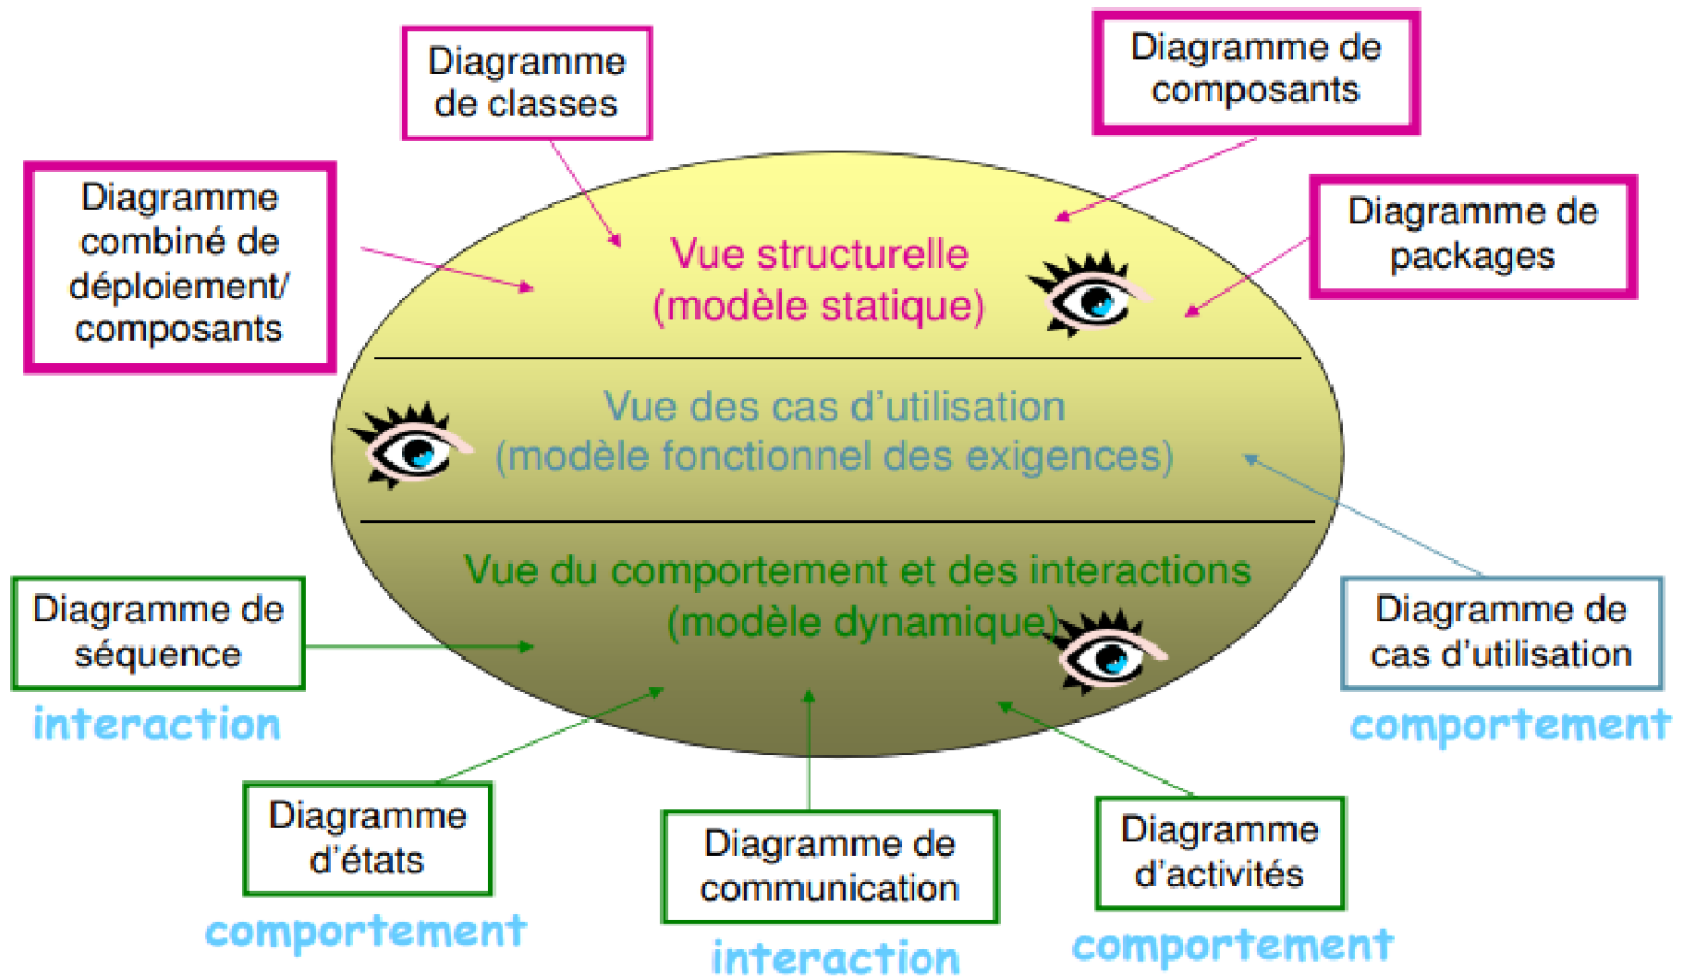 Diagramme
de classes
Diagramme de
composants
Diagramme
combiné de
déploiement/
composants
Diagramme de
packages
Vue structurelle
(modèle statique)
Vue des cas d'utilisation
(modèle fonctionnel des exigences)
Vue du comportement et des interactions
(modèle dynamique)
Diagramme de
séquence
interaction
Diagramme de
cas d'utilisation
comportement
Diagramme
d'états
comportement
Diagramme de
communication
interaction
Diagramme
d'activités
comportement